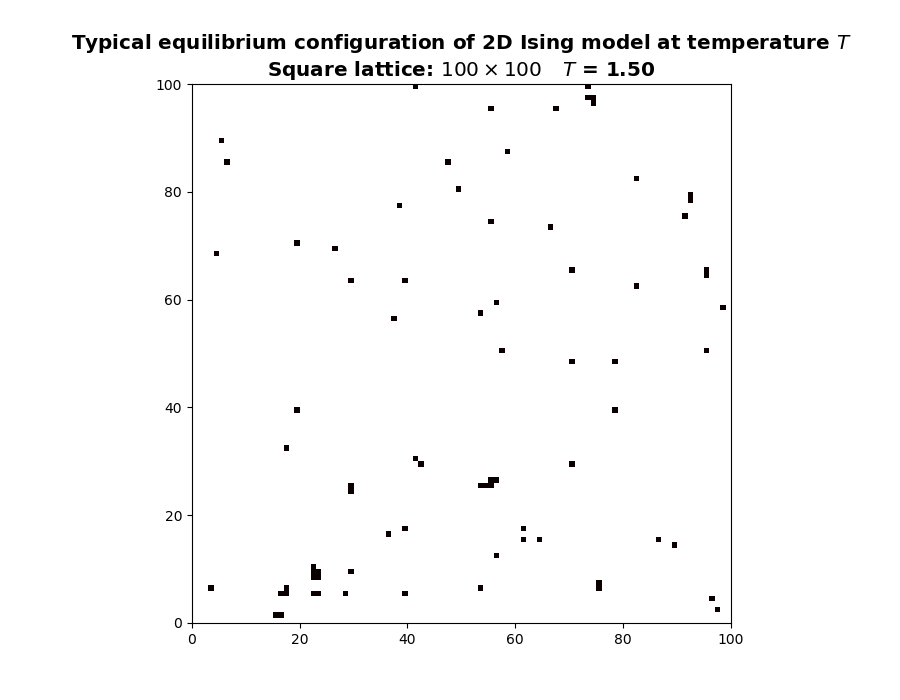 Typical equilibrium configuration of 2D Ising model at temperature T
Square lattice: 100 × 100 T = 1.50
100
80
60
40
20
0
0 20 40 60 80 100